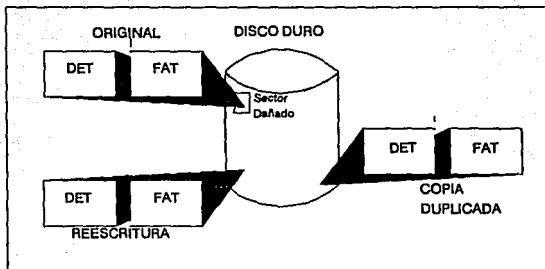 ORIGINAL
DISCO DURO
DET FAT
Sector
Dañado
DET FAT
COPIA
DUPLICADA
DET FAT
REESCRITURA